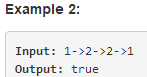 Example 2:
Input: 1->2->2->1
Output: true